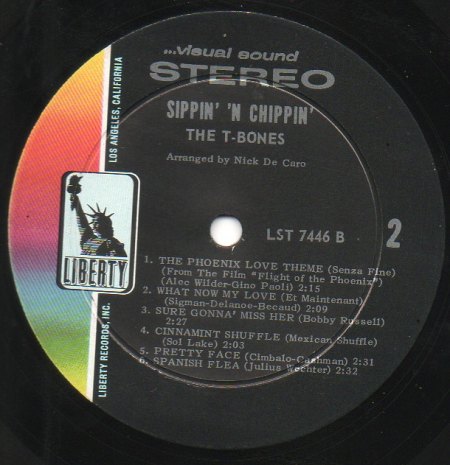 ...visual sound
STEREO
SIPPIN' 'N CHIPPIN'
THE T-BONES
Arranged by Nick De Caro
LOS ANGELES, CALIFORNIA
LIBERTY
LIBERTY RECORDS, INC.
LST 7446 B
2
1. THE PHOENIX LOVE THEME (Senza Fine)
(From The Film "Flight of the Phoenix")
(Alec Wilder-Gino Paoli) 2:15
2. WHAT NOW MY LOVE (Et Maintenant)
(Sigman-Delanoe-Becaud) 2:09
3. SURE GONNA' MISS HER (Bobby Russell)
2:27
4. CINNAMINT SHUFFLE (Mexican Shuffle)
(Sol Lake) 2:03
5. PRETTY FACE (Cimbalo-Cashman) 2:31
6. SPANISH FLEA (Julius Wechter) 2:32